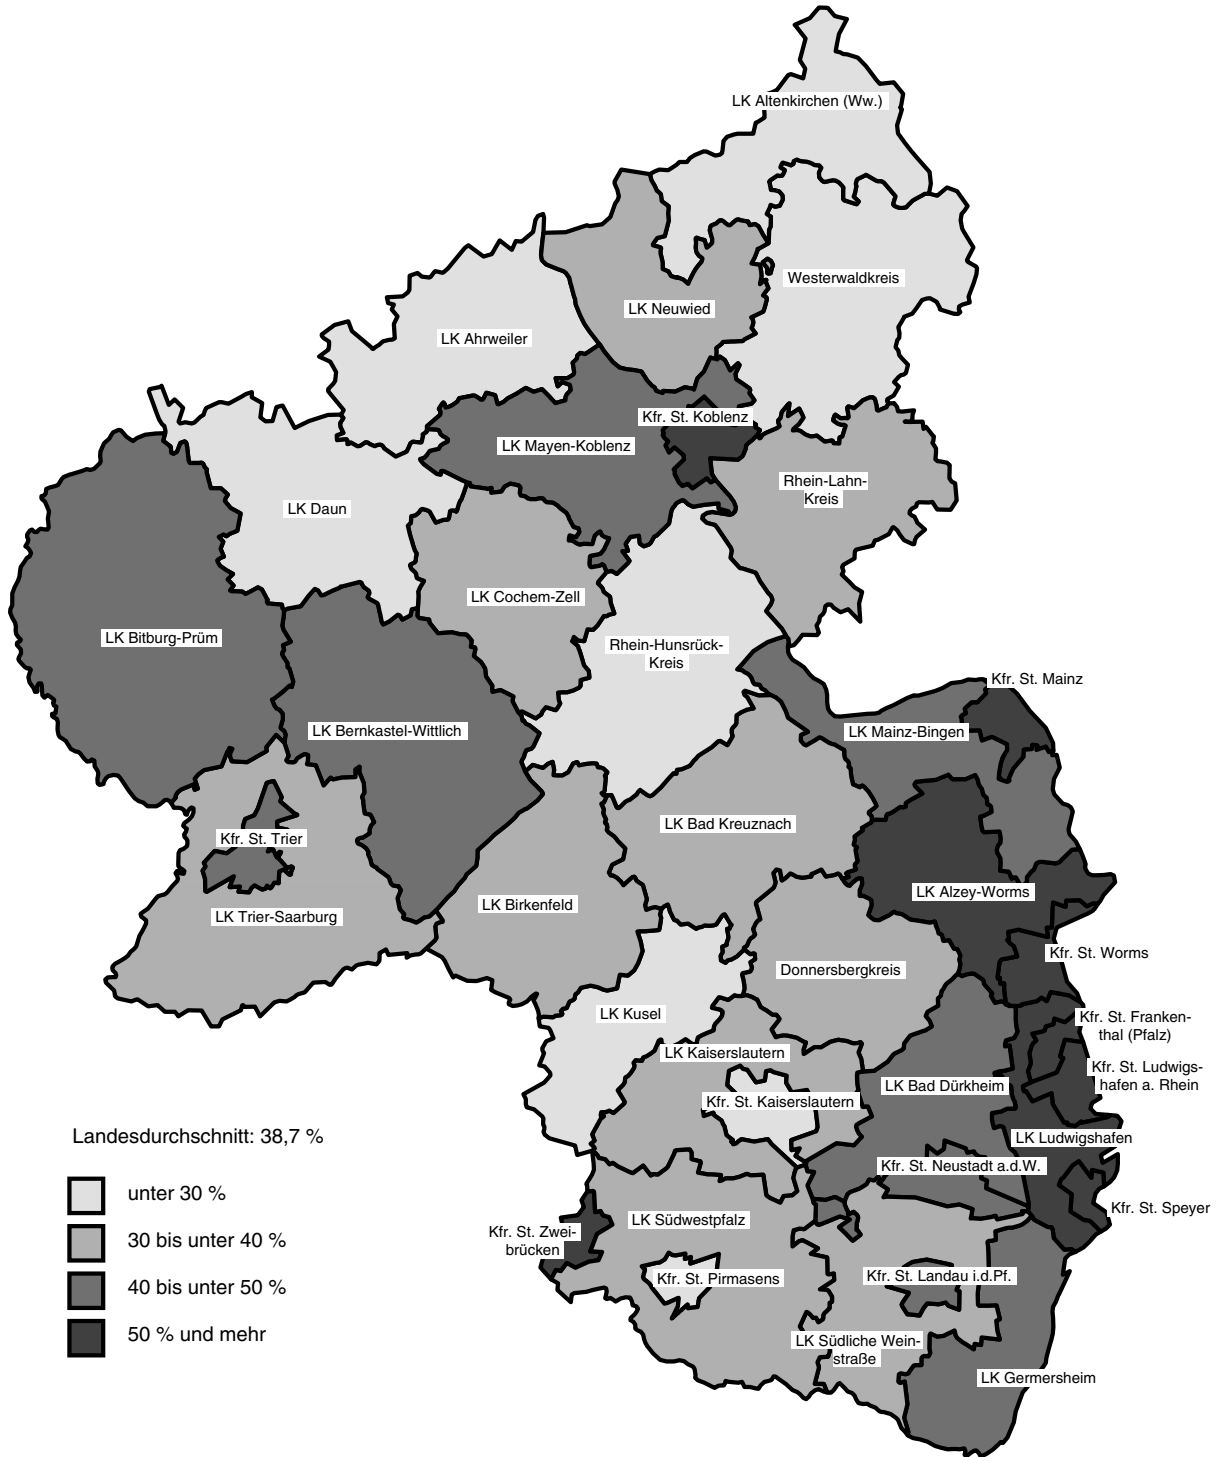 LK Altenkirchen (Ww.)
Westerwaldkreis
LK Neuwied
LK Ahrweiler
Kfr. St. Koblenz
LK Mayen-Koblenz
Rhein-Lahn-
Kreis
LK Daun
LK Cochem-Zell
LK Bitburg-Prüm
Rhein-Hunsrück-
Kreis
Kfr. St. Mainz
LK Bernkastel-Wittlich
LK Mainz-Bingen
LK Bad Kreuznach
Kfr. St. Trier
LK Alzey-Worms
LK Birkenfeld
LK Trier-Saarburg
Kfr. St. Worms
Donnersbergkreis
LK Kusel
Kfr. St. Franken-
thal (Pfalz)
LK Kaiserslautern
Kfr. St. Ludwigs-
hafen a. Rhein
LK Bad Dürkheim
Kfr. St. Kaiserslautern
LK Ludwigshafen
Kfr. St. Neustadt a.d.W.
Kfr. St. Speyer
LK Südwestpfalz
Kfr. St. Zwei-
brücken
Kfr. St. Pirmasens
Kfr. St. Landau i.d.Pf.
LK Südliche Wein-
straße
LK Germersheim
Landesdurchschnitt: 38,7 %
unter 30 %
30 bis unter 40 %
40 bis unter 50 %
50 % und mehr